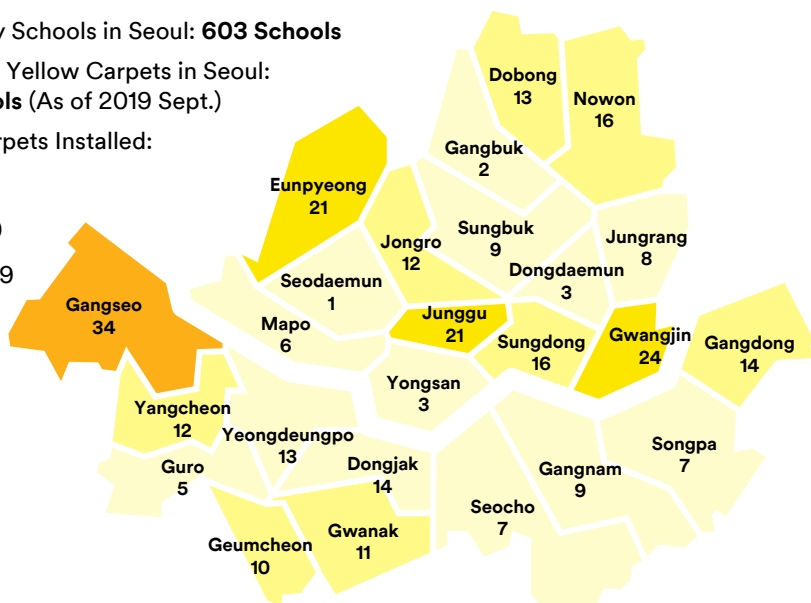 y Schools in Seoul: 603 Schools
Yellow Carpets in Seoul:
ols (As of 2019 Sept.)
rpets Installed:
9
Dobong
13
Nowon
16
Gangbuk
2
Eunpyeong
21
Sungbuk
9
Jongro
12
Jungrang
8
Dongdaemun
3
Seodaemun
1
Gangseo
34
Mapo
6
Junggu
21
Sungdong
16
Gwangjin
24
Gangdong
14
Yongsan
3
Yangcheon
12
Yeongdeungpo
13
Guro
5
Dongjak
14
Gangnam
9
Songpa
7
Seocho
7
Gwanak
11
Geumcheon
10